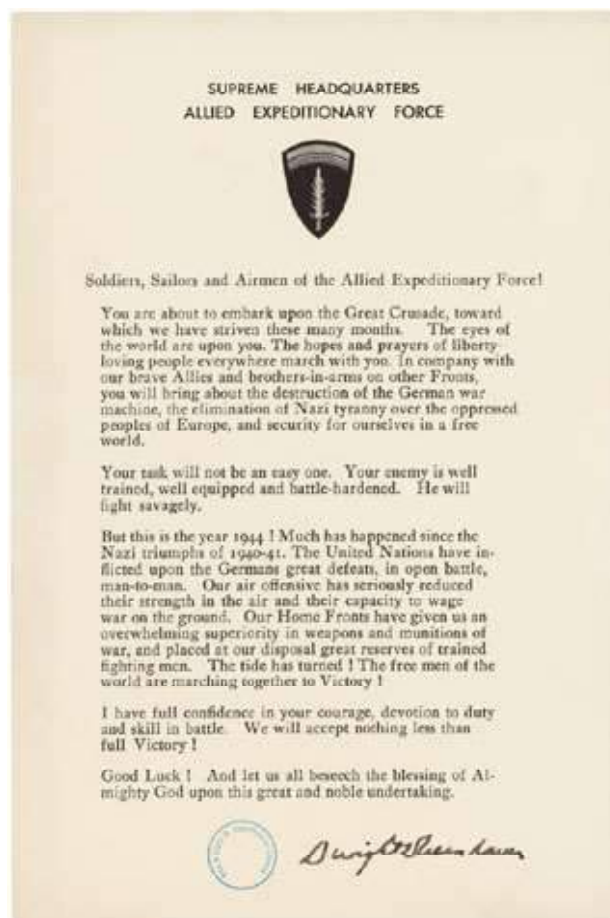 SUPREME HEADQUARTERS
ALLIED EXPEDITIONARY FORCE
Soldiers, Sailors and Airmen of the Allied Expeditionary Force!
You are about to embark upon the Great Crusade, toward
which we have striven these many months. The eyes of
the world are upon you. The hopes and prayers of liberty-
loving people everywhere march with you. In company with
our brave Allies and brothers-in-arms on other Fronts,
you will bring about the destruction of the German war
machine, the elimination of Nazi tyranny over the oppressed
peoples of Europe, and security for ourselves in a free
world.
Your task will not be an easy one. Your enemy is well
trained, well equipped and battle-hardened. He will
fight savagely.
But this is the year 1944 ! Much has happened since the
Nazi triumphs of 1940-41. The United Nations have in-
flicted upon the Germans great defeats, in open battle,
man-to-man. Our air offensive has seriously reduced
their strength in the air and their capacity to wage
war on the ground. Our Home Fronts have given us an
overwhelming superiority in weapons and munitions of
war, and placed at our disposal great reserves of trained
fighting men. The tide has turned ! The free men of the
world are marching together to Victory !
I have full confidence in your courage, devotion to duty
and skill in battle. We will accept nothing less than
full Victory !
Good Luck ! And let us all beseech the blessing of Al-
mighty God upon this great and noble undertaking.
Dwight D Eisenhower